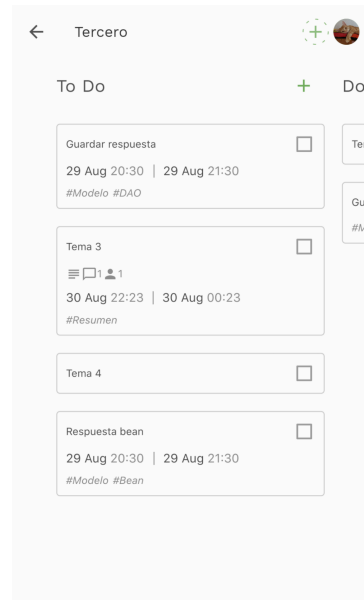 Tercero
To Do
Guardar respuesta
29 Aug 20:30 | 29 Aug 21:30
#Modelo #DAO
Tema 3
1 1
30 Aug 22:23 | 30 Aug 00:23
#Resumen
Tema 4
Respuesta bean
29 Aug 20:30 | 29 Aug 21:30
#Modelo #Bean